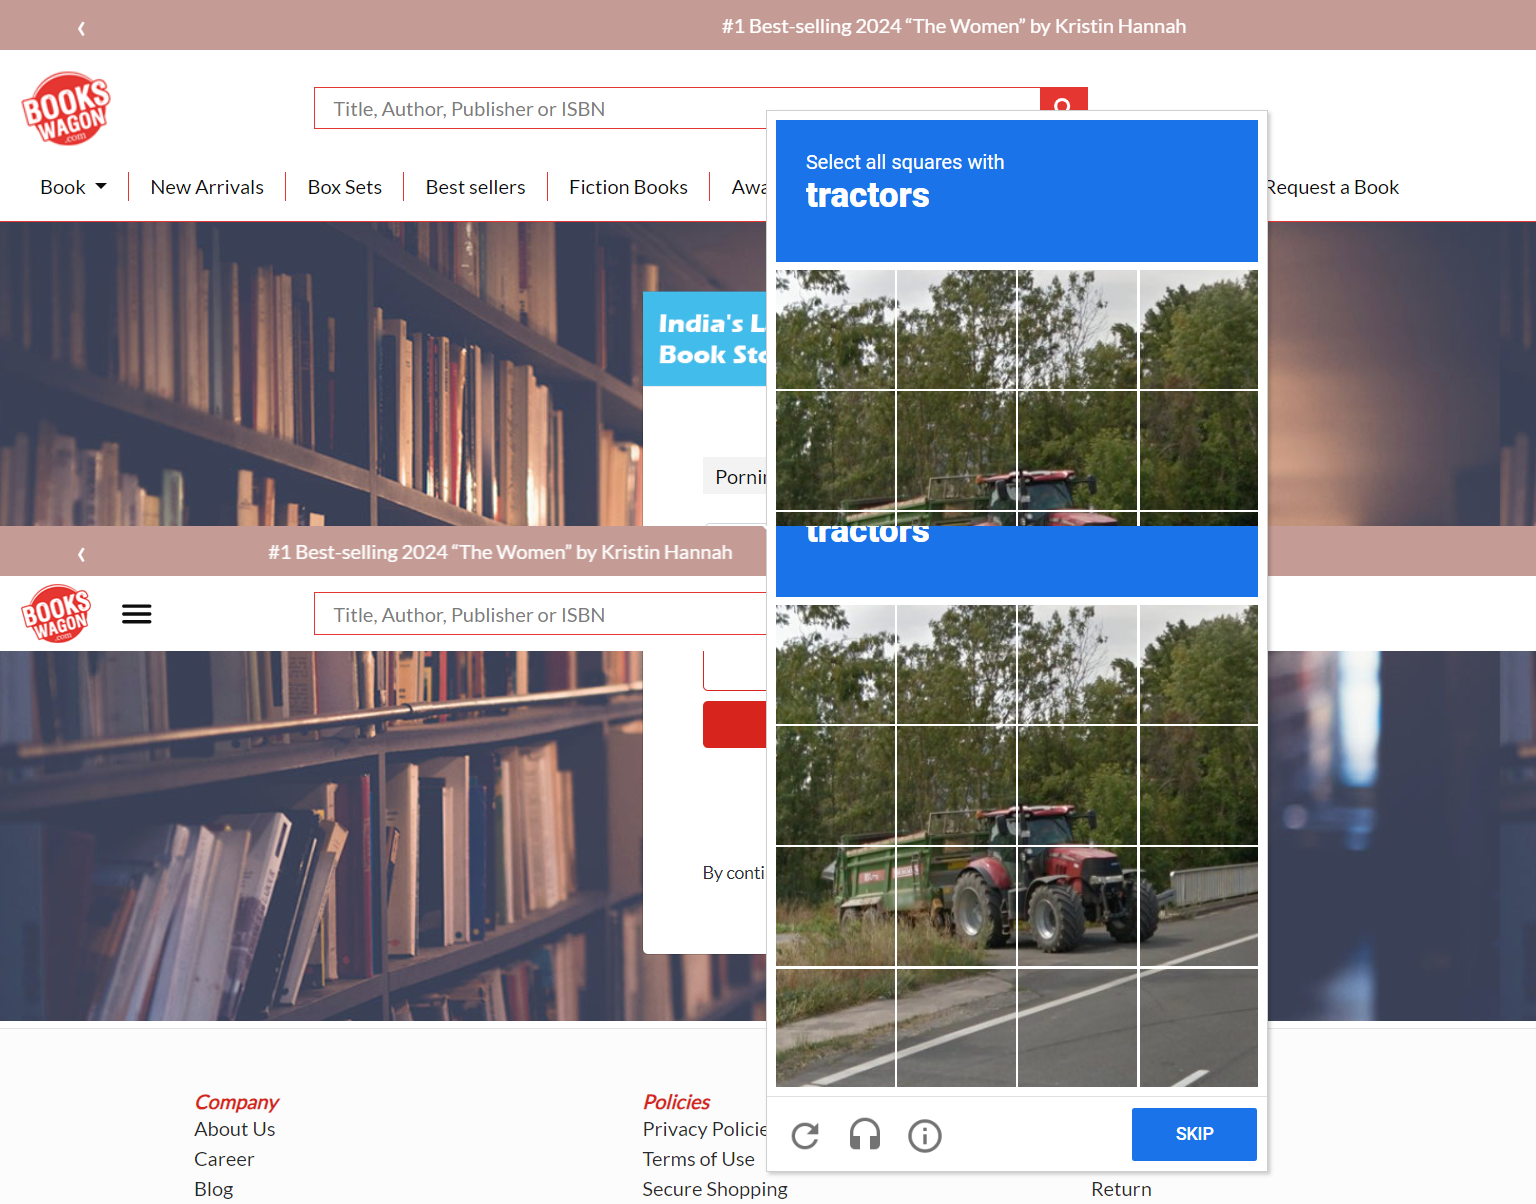 ‹
#1 Best-selling 2024 “The Women” by Kristin Hannah
BOOKS
WAGON
.com
Title, Author, Publisher or ISBN
Select all squares with
tractors
Book
New Arrivals
Box Sets
Best sellers
Fiction Books
Awa
Request a Book
India's L
Book Sto
Pornir
tractors
‹
#1 Best-selling 2024 “The Women” by Kristin Hannah
BOOKS
WAGON
.com
Title, Author, Publisher or ISBN
By conti
Company
About Us
Career
Blog
Policies
Privacy Policie
Terms of Use
Secure Shopping
Return
SKIP